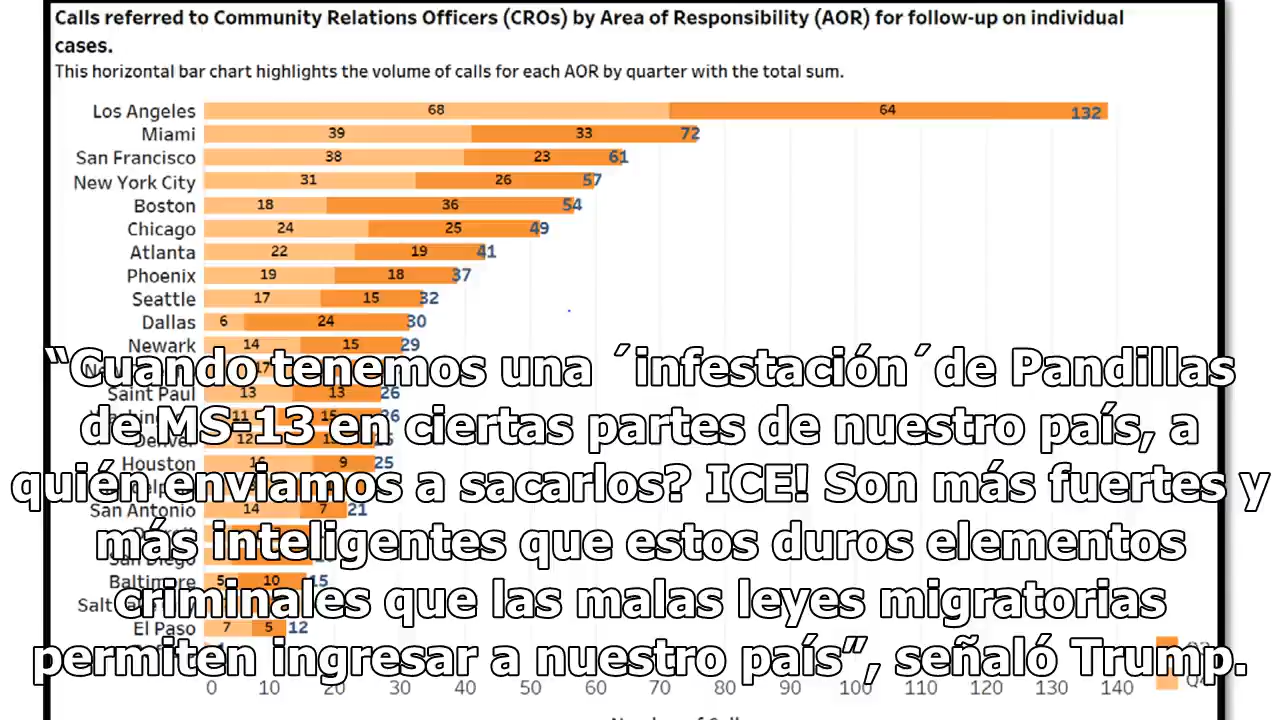 Calls referred to Community Relations Officers (CROs) by Area of Responsibility (AOR) for follow-up on individual
cases.
This horizontal bar chart highlights the volume of calls for each AOR by quarter with the total sum.
Los Angeles 68 64 132
Miami 39 33 72
San Francisco 38 23 61
New York City 31 26 57
Boston 18 36 54
Chicago 24 25 49
Atlanta 22 19 41
Phoenix 19 18 37
Seattle 17 15 32
Dallas 6 24 30
Newark 14 15 29
“Cuando tenemos una ´infestación´de Pandillas
Saint Paul 13 13 26
de MS-13 en ciertas partes de nuestro país, a
Denver 12
Houston 16 9 25
quién enviamos a sacarlos? ICE! Son más fuertes y
San Antonio 14 7 21
más inteligentes que estos duros elementos
San Diego
Baltimore 5 10 15
criminales que las malas leyes migratorias
El Paso 7 5 12
permiten ingresar a nuestro país”, señaló Trump.
0 10 20 30 40 50 60 70 80 90 100 110 120 130 140